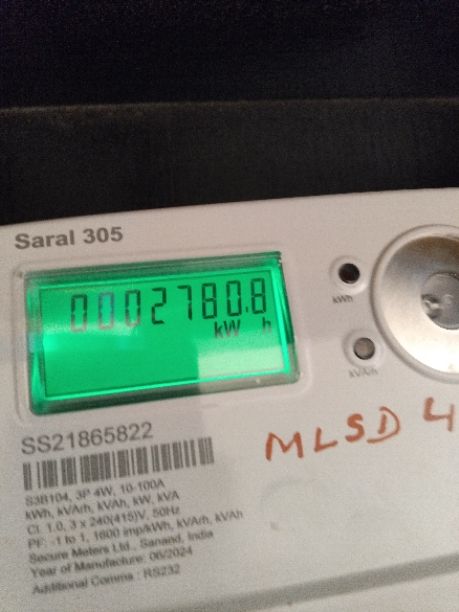 Saral 305
0002780.8
kW h
kWh
kVArh
SS21865822
MLSD 4
S3B104, 3P 4W, 10-100A
kWh, kVArh, kVAh, kW, kVA
Cl. 1.0, 3 x 240(415)V, 50Hz
PF: -1 to 1, 1600 imp/kWh, kVArh, kVAh
Secure Meters Ltd., Sanand, India
Year of Manufacture: 06/2024
Additional Comms : RS232